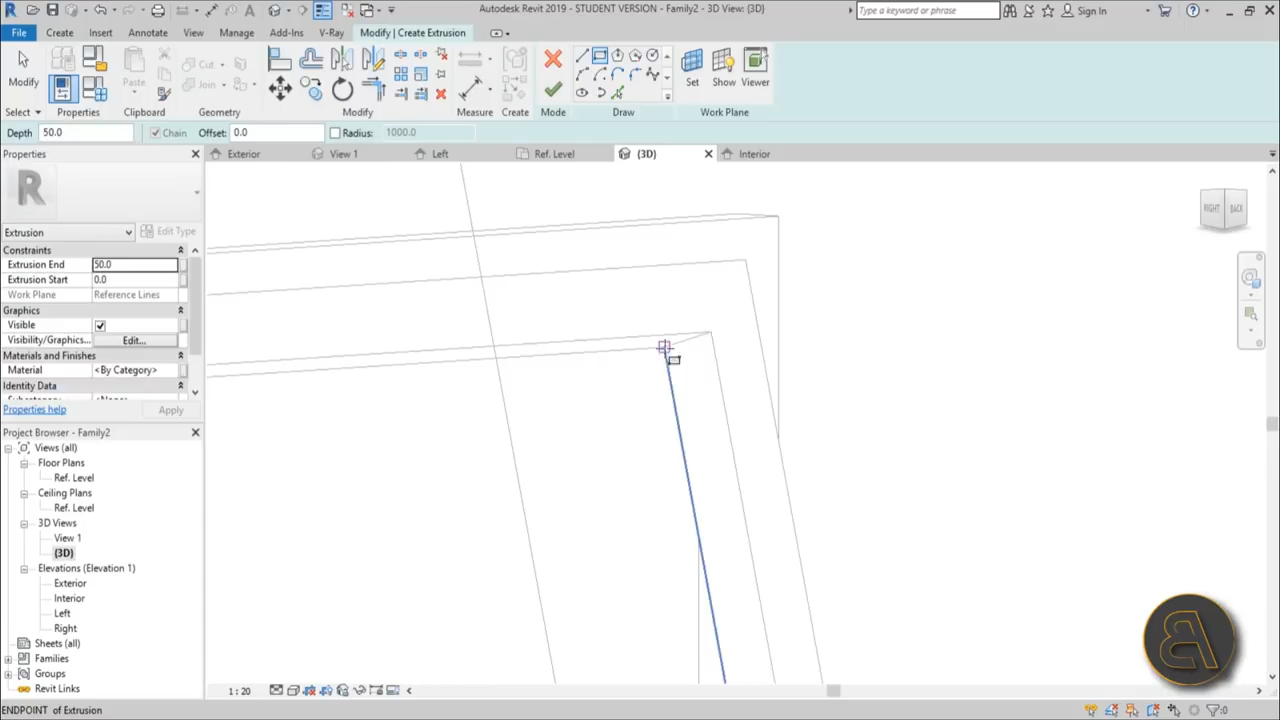 Autodesk Revit 2019 - STUDENT VERSION - Family2 - 3D View: {3D}
Type a keyword or phrase
Sign In
File Create Insert Annotate View Manage Add-Ins V-Ray Modify | Create Extrusion
Modify
Paste
Cut
Join
Set Show Viewer
Select Properties Clipboard Geometry Modify Measure Create Mode Draw Work Plane
Depth 50.0 Chain Offset: 0.0 Radius: 1000.0
Properties
Exterior View 1 Left Ref. Level (3D) Interior
R
Extrusion Edit Type
Constraints
Extrusion End 50.0
Extrusion Start 0.0
Work Plane Reference Lines
Graphics
Visible
Visibility/Graphics... Edit...
Materials and Finishes
Material <By Category>
Identity Data
Properties help Apply
Project Browser - Family2
Views (all)
Floor Plans
Ref. Level
Ceiling Plans
Ref. Level
3D Views
View 1
(3D)
Elevations (Elevation 1)
Exterior
Interior
Left
Right
Sheets (all)
Families
Groups
Revit Links
RIGHT BACK
1 : 20
ENDPOINT of Extrusion
:0